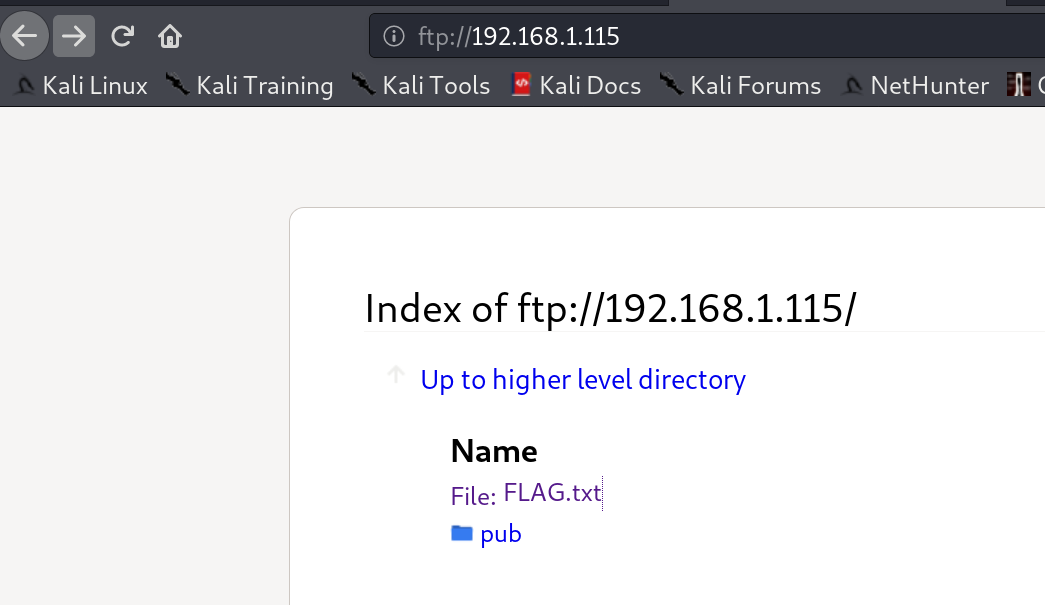 ftp://192.168.1.115
Kali Linux Kali Training Kali Tools Kali Docs Kali Forums NetHunter
Index of ftp://192.168.1.115/
Up to higher level directory
Name
File: FLAG.txt
pub